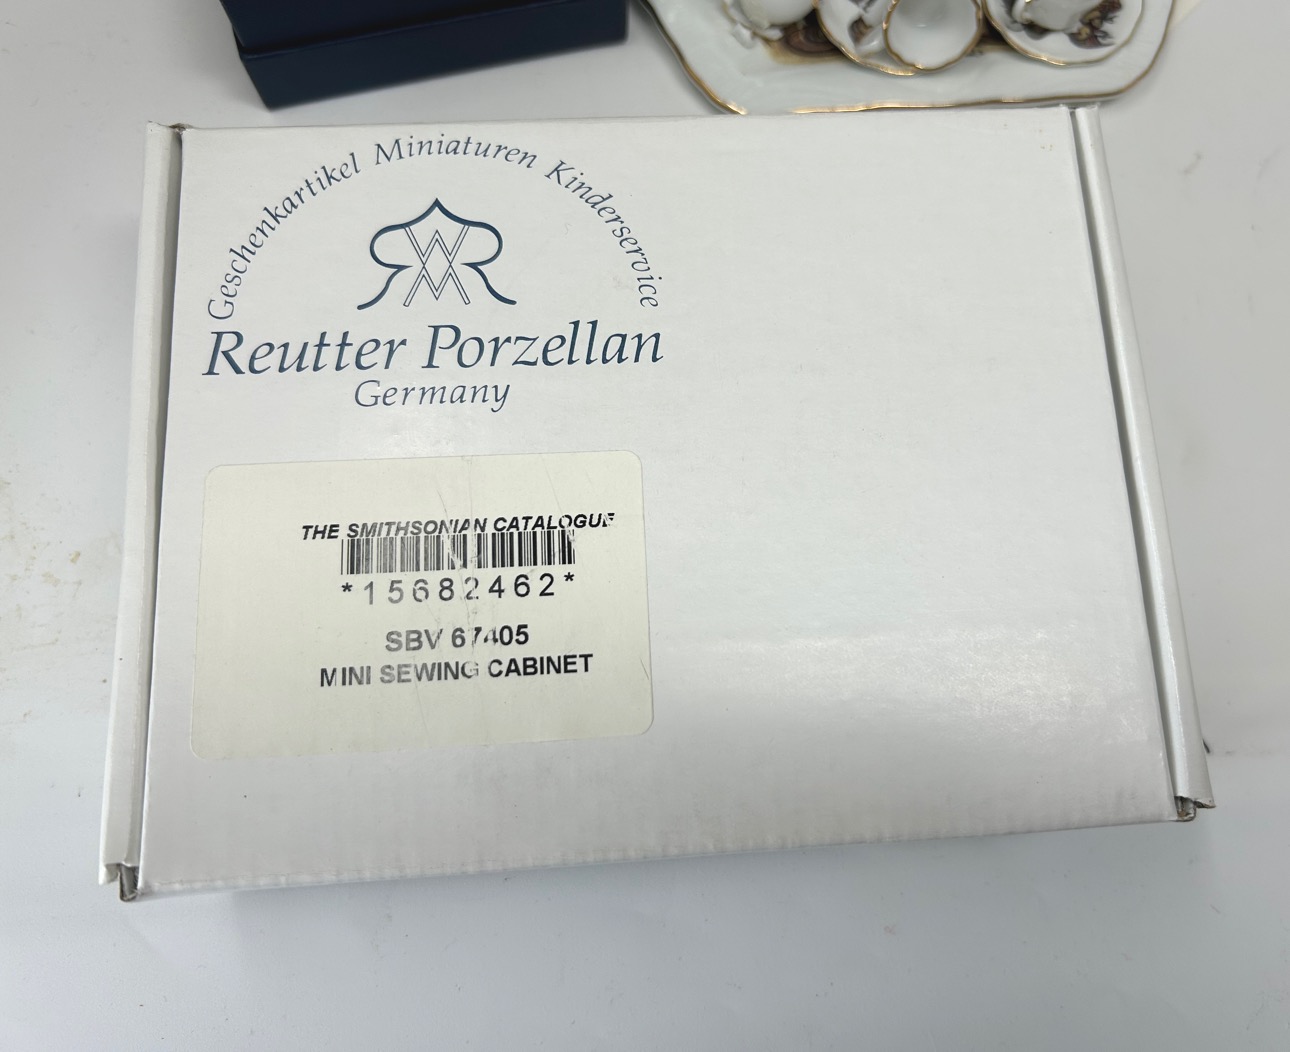 Geschenkartikel Miniaturen Kinderservice
Reutter Porzellan
Germany
THE SMITHSONIAN CATALOGUE
*15682462*
SBV 67405
MINI SEWING CABINET